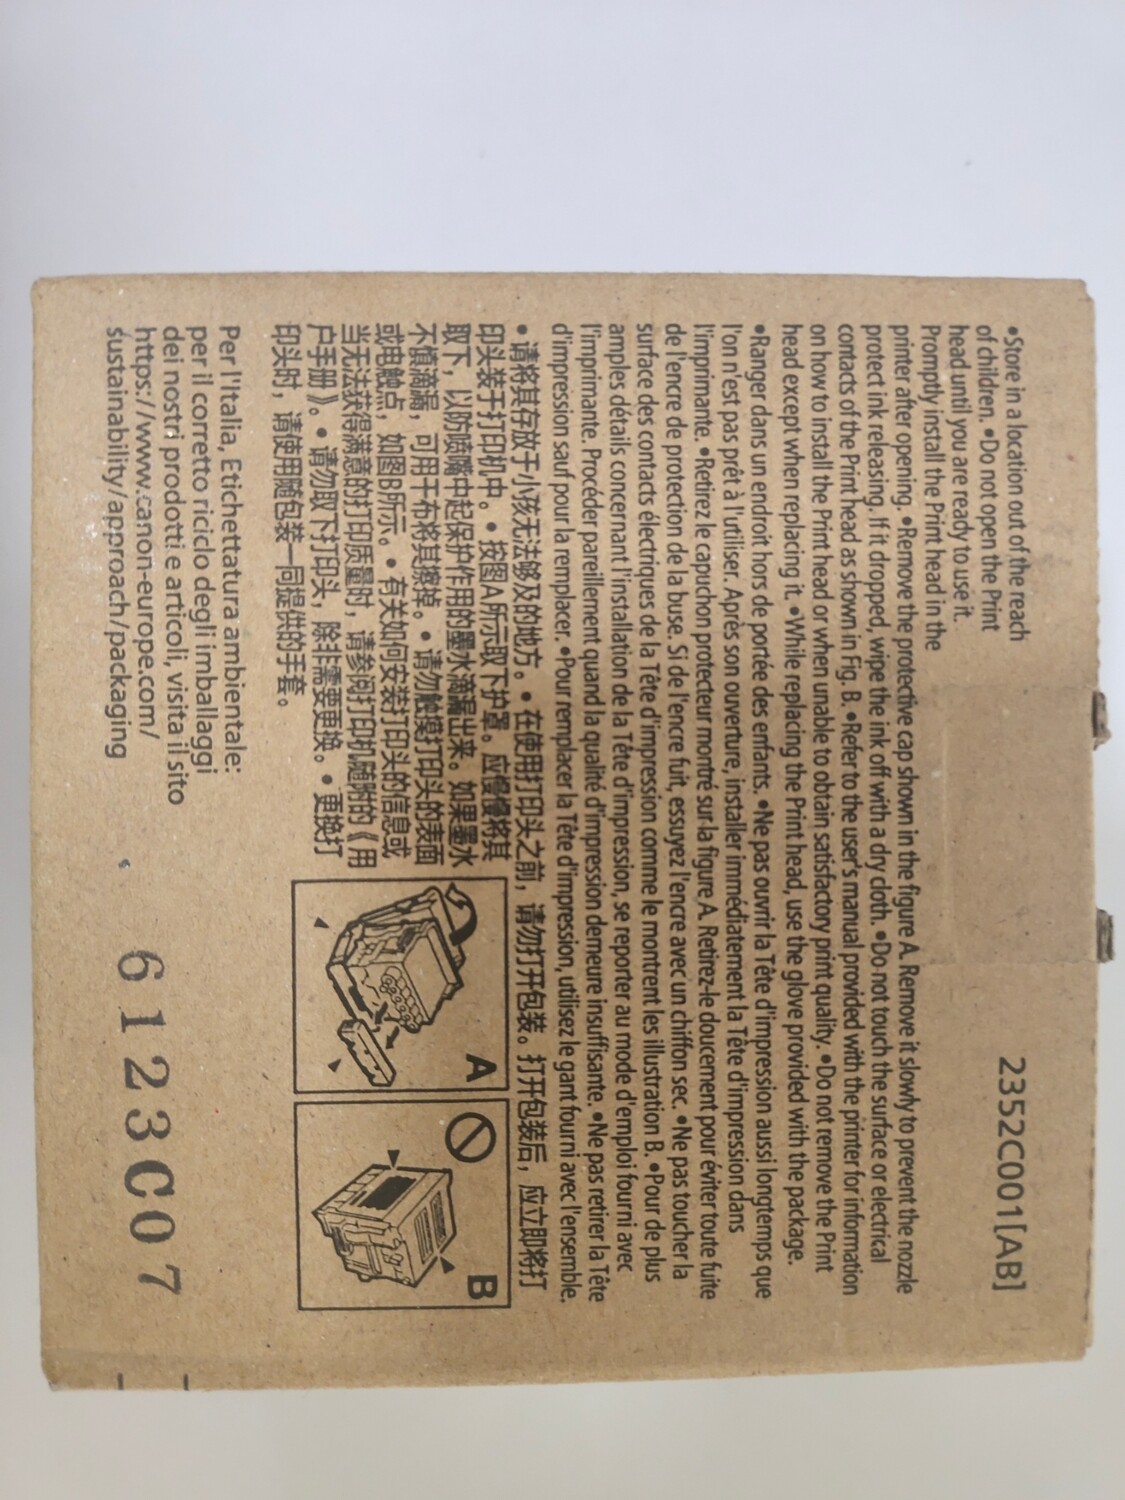 2352C001[AB]
•Store in a location out of the reach
of children. •Do not open the Print
head until you are ready to use it.
Promptly install the Print head in the
printer after opening. •Remove the protective cap shown in the figure A. Remove it slowly to prevent the nozzle
protect ink releasing. If it dropped, wipe the ink off with a dry cloth. •Do not touch the surface or electrical
contacts of the Print head as shown in Fig. B. •Refer to the user's manual provided with the printer for information
on how to install the Print head or when unable to obtain satisfactory print quality. •Do not remove the Print
head except when replacing it. •While replacing the Print head, use the glove provided with the package.
•Ranger dans un endroit hors de portée des enfants. •Ne pas ouvrir la Tête d'impression aussi longtemps que
l'on n'est pas prêt à l'utiliser. Après son ouverture, installer immédiatement la Tête d'impression dans
l'imprimante. •Retirez le capuchon protecteur montré sur la figure A. Retirez-le doucement pour éviter toute fuite
de l'encre de protection de la buse. Si de l'encre fuit, essuyez l'encre avec un chiffon sec. •Ne pas toucher la
surface des contacts électriques de la Tête d'impression comme le montrent les illustration B. •Pour de plus
amples détails concernant l'installation de la Tête d'impression, se reporter au mode d'emploi fourni avec
l'imprimante. Procéder pareillement quand la qualité d'impression demeure insuffisante. •Ne pas retirer la Tête
d'impression sauf pour la remplacer. •Pour remplacer la Tête d'impression, utilisez le gant fourni avec l'ensemble.
•请将其存放于小孩无法够及的地方。•在使用打印头之前，请勿打开包装。打开包装后，应立即将打
印头装于打印机中。•按图A所示取下护罩。应慢慢将其
取下，以防喷嘴中起保护作用的墨水滴漏出来。如果墨水
不慎滴漏，可用干布将其擦掉。•请勿触摸打印头的表面
或电触点，如图B所示。•有关如何安装打印头的信息或
当无法获得满意的打印质量时，请参阅打印机随附的《用
户手册》。•请勿取下打印头，除非需要更换。•更换打
印头时，请使用随包装一同提供的手套。
A
B
Per l'Italia, Etichettatura ambientale:
per il corretto riciclo degli imballaggi
dei nostri prodotti e articoli, visita il sito
https://www.canon-europe.com/
sustainability/approach/packaging
6123C07